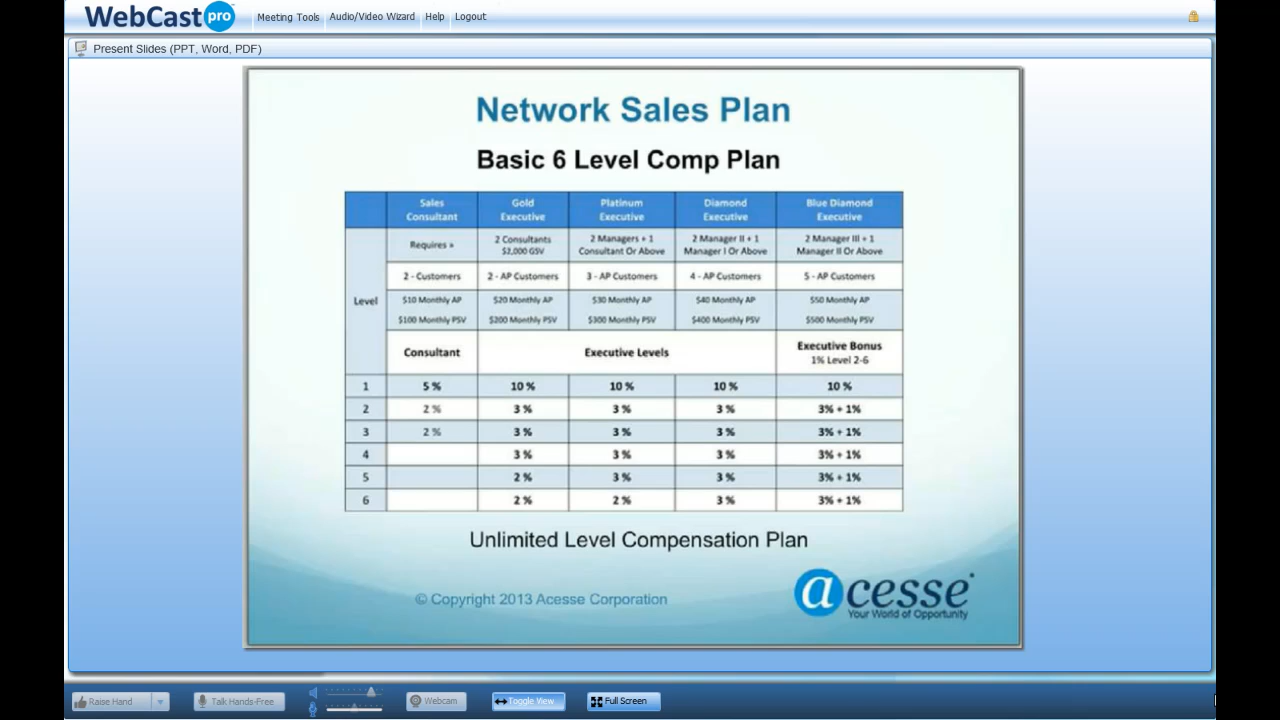 WebCast pro Meeting Tools Audio/Video Wizard Help Logout
Present Slides (PPT, Word, PDF)
Network Sales Plan
Basic 6 Level Comp Plan
Sales Consultant Gold Executive Platinum Executive Diamond Executive Blue Diamond Executive
Level
Requires » 2 Consultants $2,000 GSV 2 Managers + 1 Consultant Or Above 2 Manager II + 1 Manager I Or Above 2 Manager III + 1 Manager II Or Above
2 - Customers 2 - AP Customers 3 - AP Customers 4 - AP Customers 5 - AP Customers
$10 Monthly AP $20 Monthly AP $30 Monthly AP $40 Monthly AP $50 Monthly AP
$100 Monthly PSV $200 Monthly PSV $300 Monthly PSV $400 Monthly PSV $500 Monthly PSV
Consultant Executive Levels Executive Bonus 1% Level 2-6
1 5 % 10 % 10 % 10 % 10 %
2 2 % 3 % 3 % 3 % 3% + 1%
3 2 % 3 % 3 % 3 % 3% + 1%
4 3 % 3 % 3 % 3% + 1%
5 2 % 3 % 3 % 3% + 1%
6 2 % 2 % 3 % 3% + 1%
Unlimited Level Compensation Plan
© Copyright 2013 Acesse Corporation
acesse
Your World of Opportunity
Raise Hand Talk Hands-Free Webcam Toggle View Full Screen